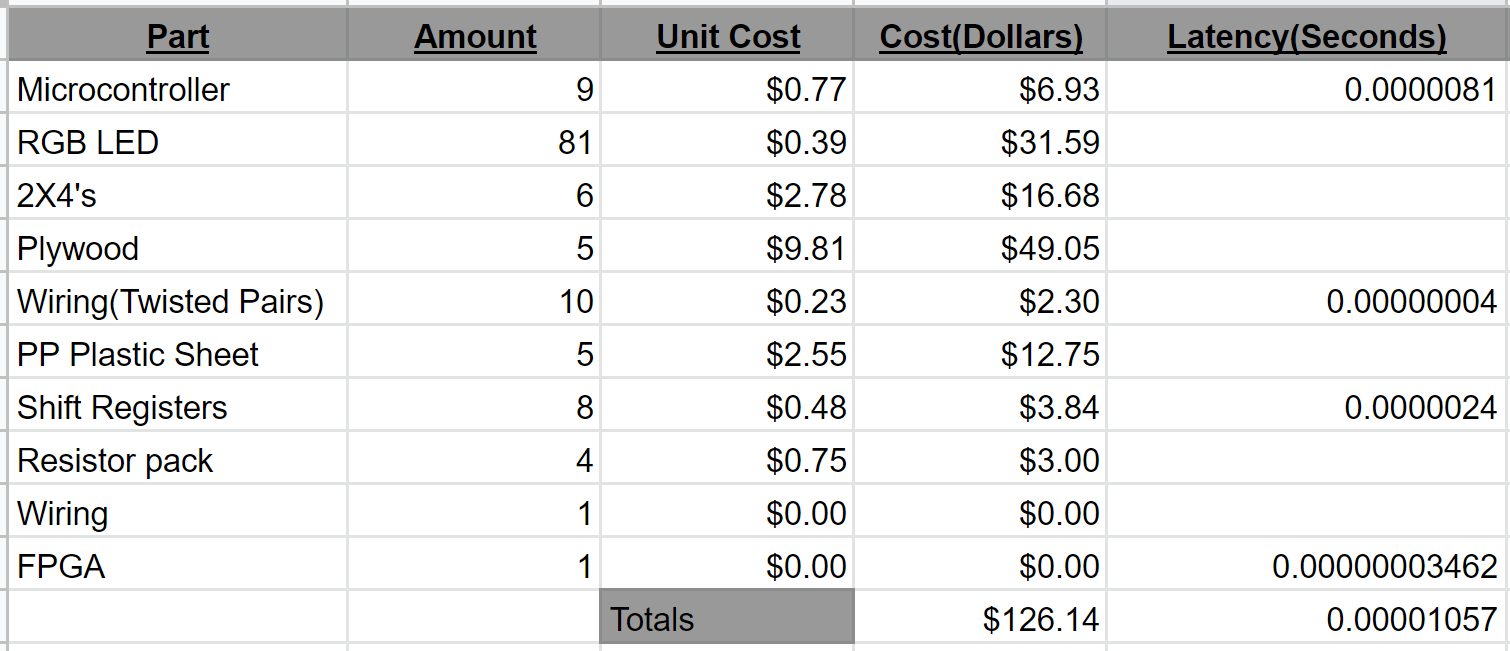 Part Amount Unit Cost Cost(Dollars) Latency(Seconds)
Microcontroller 9 $0.77 $6.93 0.0000081
RGB LED 81 $0.39 $31.59
2X4's 6 $2.78 $16.68
Plywood 5 $9.81 $49.05
Wiring(Twisted Pairs) 10 $0.23 $2.30 0.00000004
PP Plastic Sheet 5 $2.55 $12.75
Shift Registers 8 $0.48 $3.84 0.0000024
Resistor pack 4 $0.75 $3.00
Wiring 1 $0.00 $0.00
FPGA 1 $0.00 $0.00 0.00000003462
Totals $126.14 0.00001057